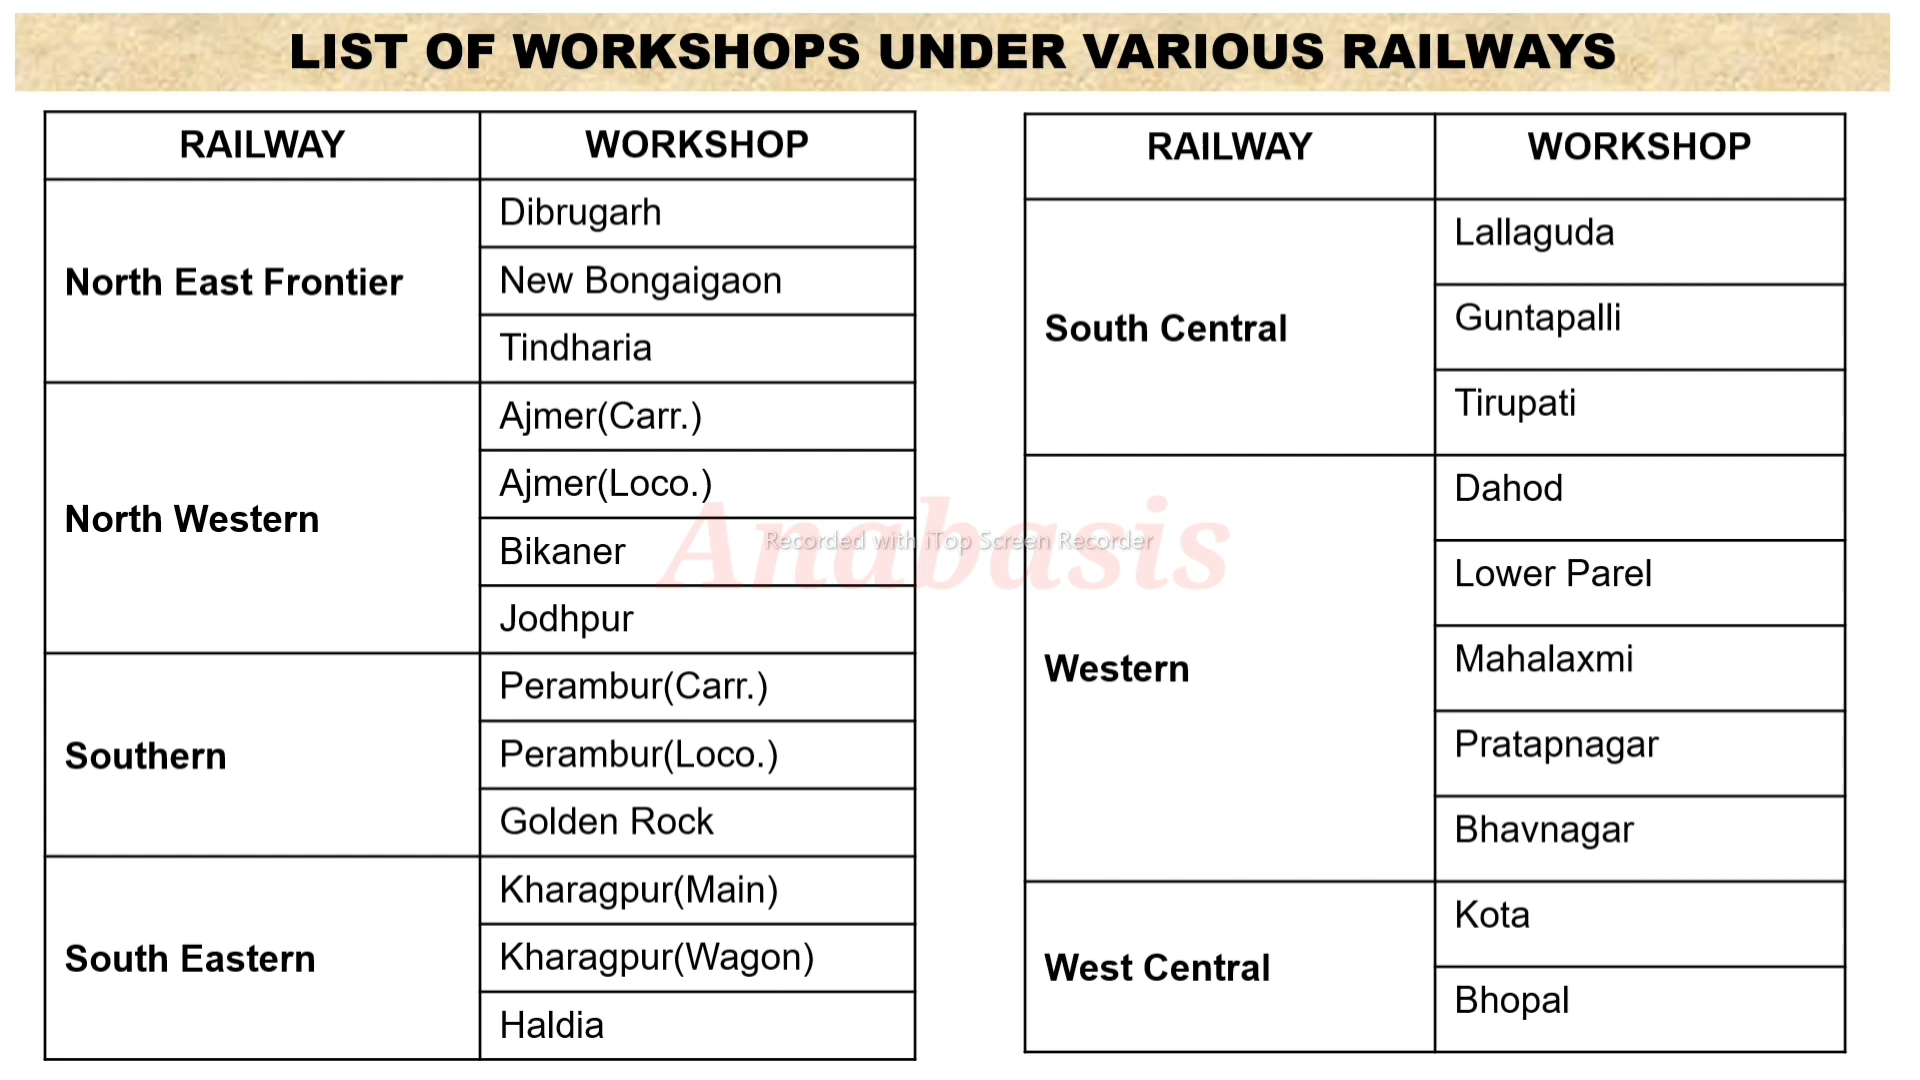 LIST OF WORKSHOPS UNDER VARIOUS RAILWAYS
RAILWAY WORKSHOP
North East Frontier
Dibrugarh
New Bongaigaon
Tindharia
North Western
Ajmer(Carr.)
Ajmer(Loco.)
Bikaner
Jodhpur
Southern
Perambur(Carr.)
Perambur(Loco.)
Golden Rock
South Eastern
Kharagpur(Main)
Kharagpur(Wagon)
Haldia
RAILWAY WORKSHOP
South Central
Lallaguda
Guntapalli
Tirupati
Western
Dahod
Lower Parel
Mahalaxmi
Pratapnagar
Bhavnagar
West Central
Kota
Bhopal
Anabasis
Recorded with iTop Screen Recorder